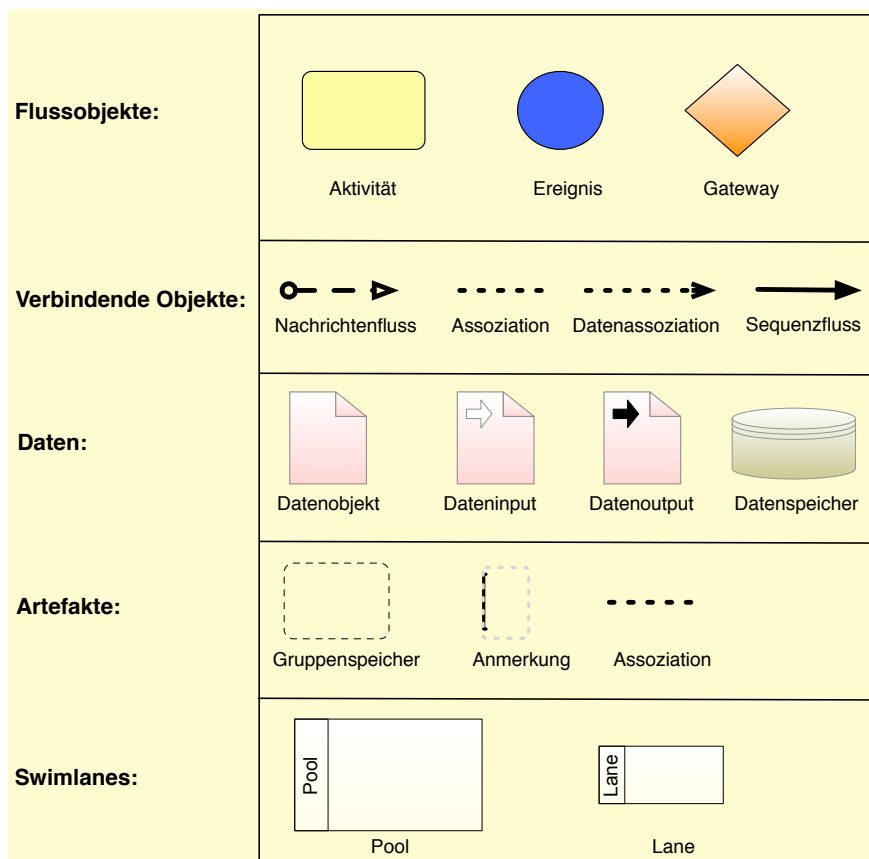 Flussobjekte:
Aktivität Ereignis Gateway
Verbindende Objekte:
Nachrichtenfluss Assoziation Datenassoziation Sequenzfluss
Daten:
Datenobjekt Dateninput Datenoutput Datenspeicher
Artefakte:
Gruppenspeicher Anmerkung Assoziation
Swimlanes:
Pool Lane
Pool Lane